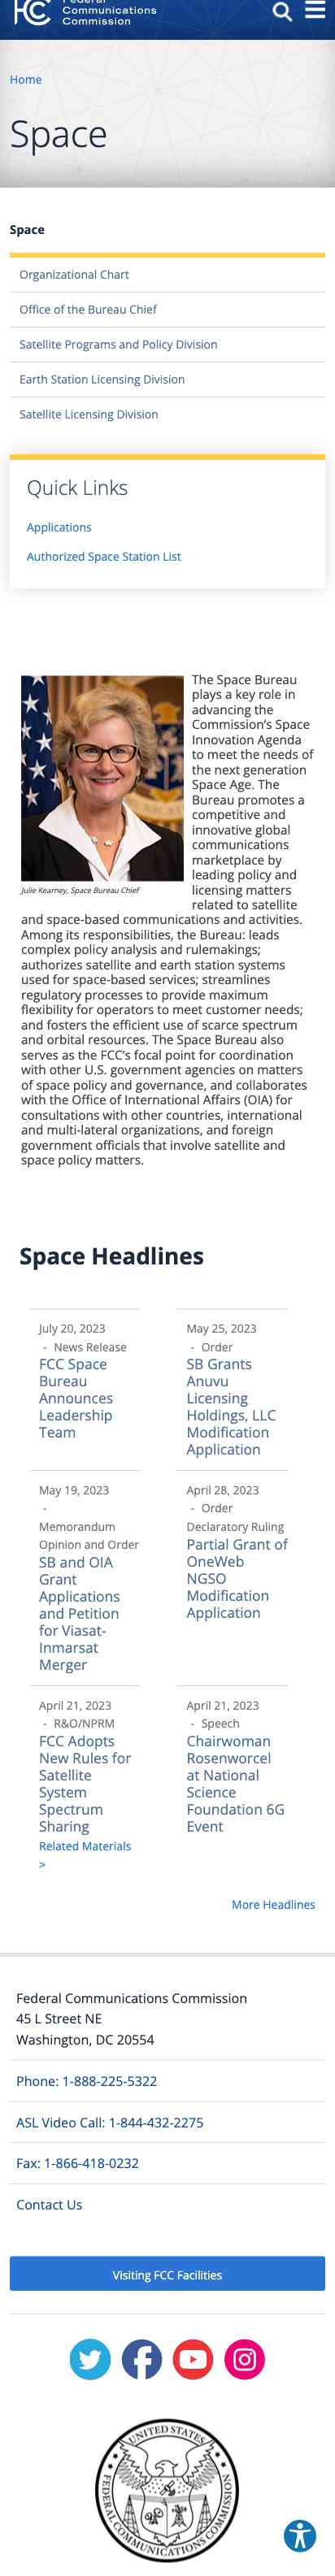 Federal
Communications
Commission
Home
Space
Space
Organizational Chart
Office of the Bureau Chief
Satellite Programs and Policy Division
Earth Station Licensing Division
Satellite Licensing Division
Quick Links
Applications
Authorized Space Station List
The Space Bureau
plays a key role in
advancing the
Commission's Space
Innovation Agenda
to meet the needs of
the next generation
Space Age. The
Bureau promotes a
competitive and
innovative global
communications
marketplace by
leading policy and
licensing matters
related to satellite
Julie Kearney, Space Bureau Chief
and space-based communications and activities.
Among its responsibilities, the Bureau: leads
complex policy analysis and rulemakings;
authorizes satellite and earth station systems
used for space-based services; streamlines
regulatory processes to provide maximum
flexibility for operators to meet customer needs;
and fosters the efficient use of scarce spectrum
and orbital resources. The Space Bureau also
serves as the FCC's focal point for coordination
with other U.S. government agencies on matters
of space policy and governance, and collaborates
with the Office of International Affairs (OIA) for
consultations with other countries, international
and multi-lateral organizations, and foreign
government officials that involve satellite and
space policy matters.
Space Headlines
July 20, 2023
- News Release
FCC Space
Bureau
Announces
Leadership
Team
May 25, 2023
- Order
SB Grants
Anuvu
Licensing
Holdings, LLC
Modification
Application
May 19, 2023
-
Memorandum
Opinion and Order
SB and OIA
Grant
Applications
and Petition
for Viasat-
Inmarsat
Merger
April 28, 2023
- Order
Declaratory Ruling
Partial Grant of
OneWeb
NGSO
Modification
Application
April 21, 2023
- R&O/NPRM
FCC Adopts
New Rules for
Satellite
System
Spectrum
Sharing
Related Materials
>
April 21, 2023
- Speech
Chairwoman
Rosenworcel
at National
Science
Foundation 6G
Event
More Headlines
Federal Communications Commission
45 L Street NE
Washington, DC 20554
Phone: 1-888-225-5322
ASL Video Call: 1-844-432-2275
Fax: 1-866-418-0232
Contact Us
Visiting FCC Facilities
UNITED STATES
FEDERAL COMMUNICATIONS COMMISSION